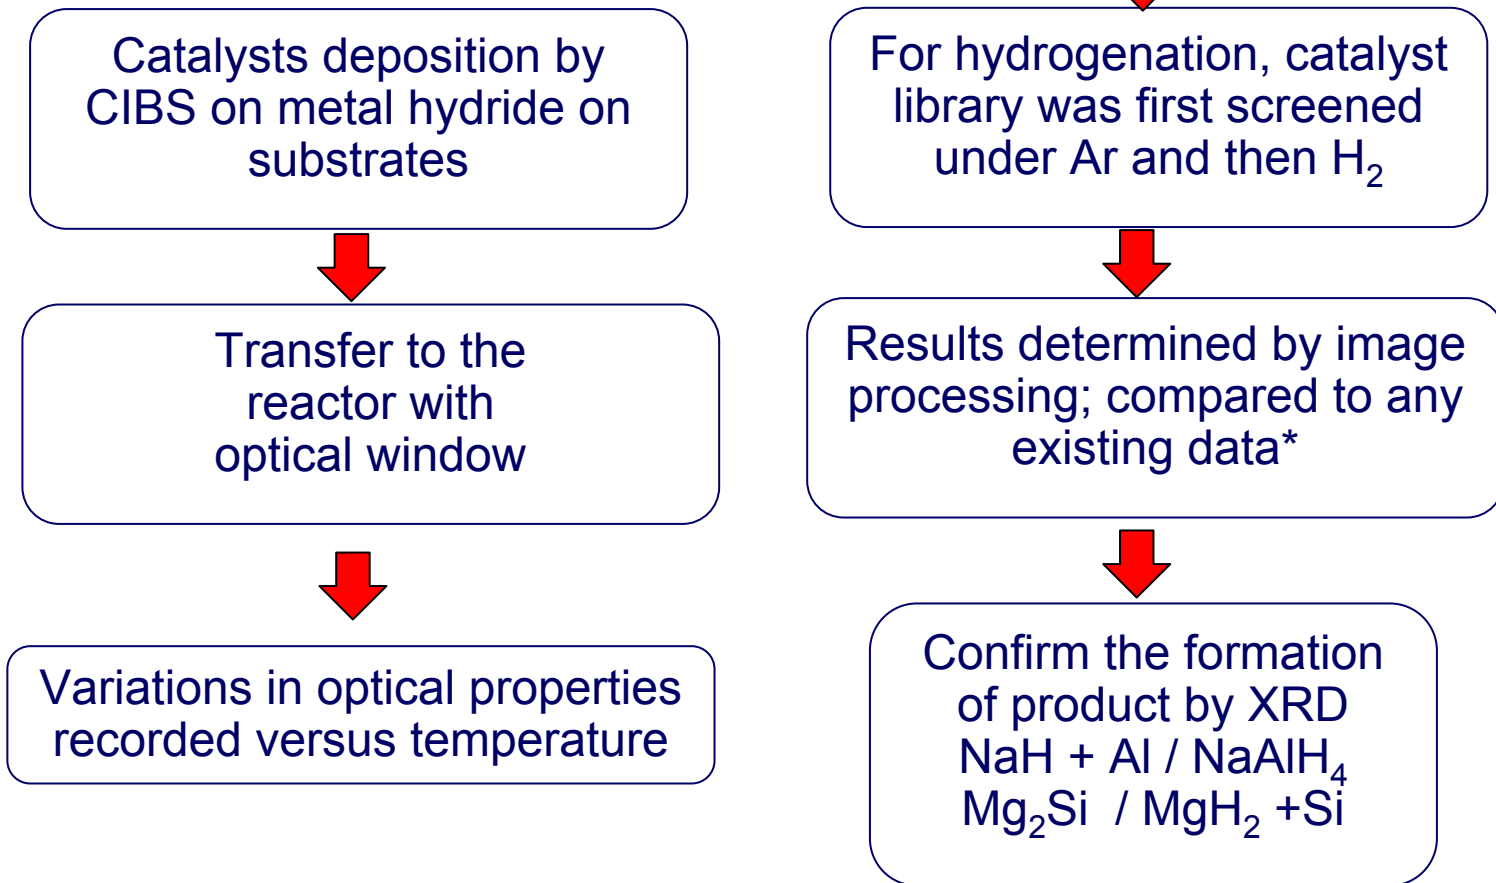 Catalysts deposition by
CIBS on metal hydride on
substrates
Transfer to the
reactor with
optical window
Variations in optical properties
recorded versus temperature
For hydrogenation, catalyst
library was first screened
under Ar and then H₂
Results determined by image
processing; compared to any
existing data*
Confirm the formation
of product by XRD
NaH + Al / NaAlH₄
Mg₂Si / MgH₂ +Si